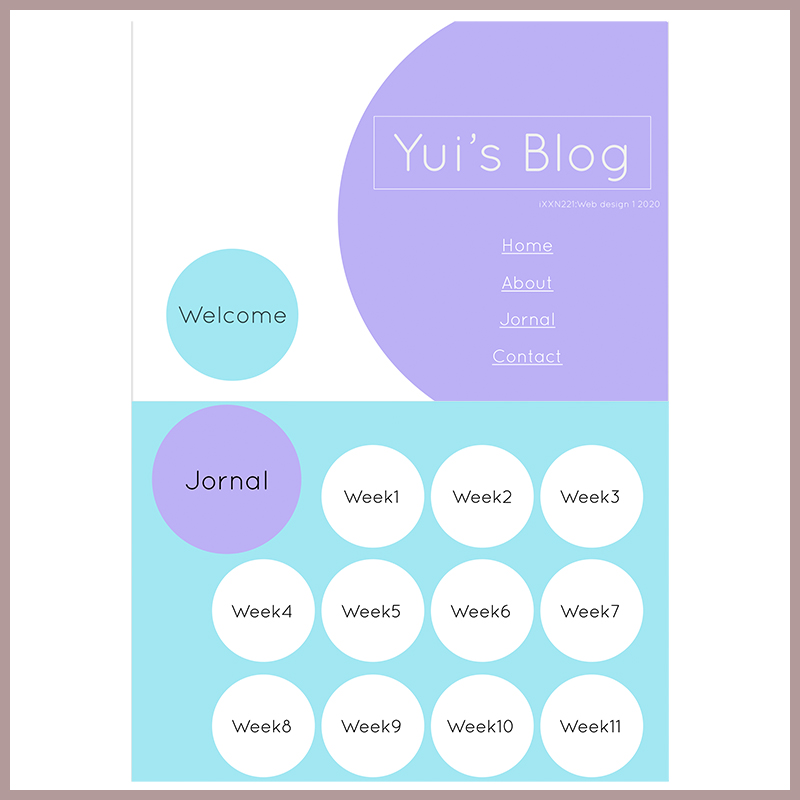 Yui's Blog
iXXN221:Web design 1 2020
Home
About
Jornal
Contact
Welcome
Jornal
Week1
Week2
Week3
Week4
Week5
Week6
Week7
Week8
Week9
Week10
Week11